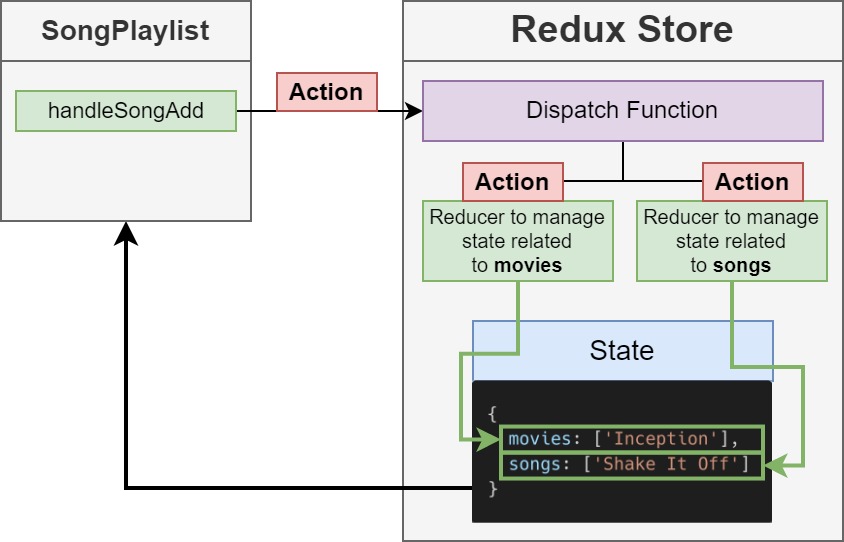 SongPlaylist
handleSongAdd
Action
Redux Store
Dispatch Function
Action
Reducer to manage
state related
to movies
Action
Reducer to manage
state related
to songs
State
{
movies: ['Inception'],
songs: ['Shake It Off']
}